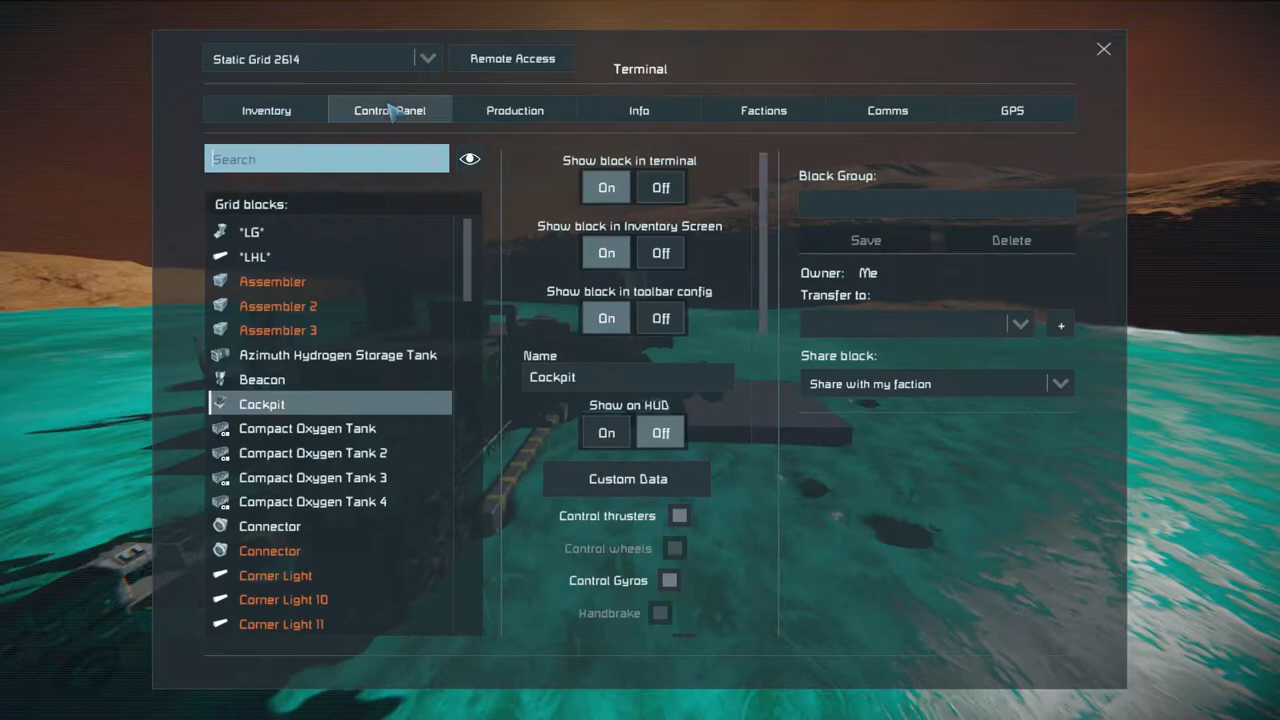 Static Grid 2614
Remote Access
Terminal
Inventory
Control Panel
Production
Info
Factions
Comms
GPS
Search
Grid blocks:
*LG*
*LHL*
Assembler
Assembler 2
Assembler 3
Azimuth Hydrogen Storage Tank
Beacon
Cockpit
Compact Oxygen Tank
Compact Oxygen Tank 2
Compact Oxygen Tank 3
Compact Oxygen Tank 4
Connector
Connector
Corner Light
Corner Light 10
Corner Light 11
Show block in terminal
On Off
Show block in Inventory Screen
On Off
Show block in toolbar config
On Off
Name
Cockpit
Show on HUD
On Off
Custom Data
Control thrusters
Control wheels
Control Gyros
Handbrake
Block Group:
Save Delete
Owner: Me
Transfer to:
+
Share block:
Share with my faction